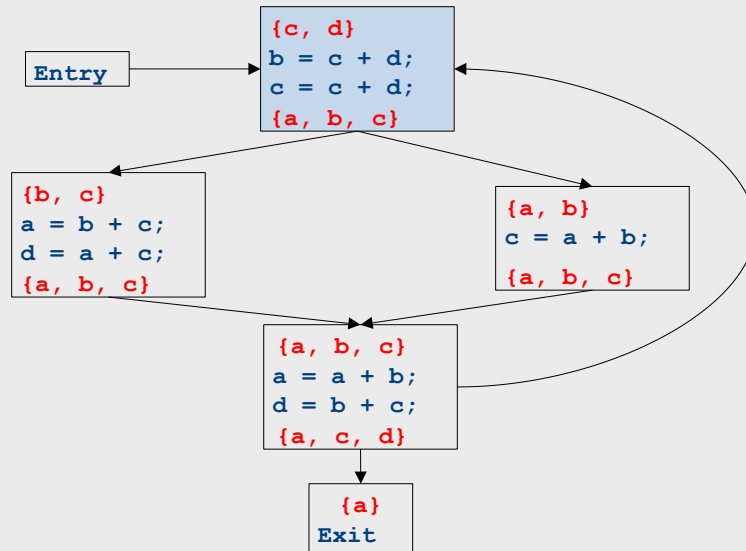 {c, d}
Entry
b = c + d;
c = c + d;
{a, b, c}
{b, c}
a = b + c;
d = a + c;
{a, b, c}
{a, b}
c = a + b;
{a, b, c}
{a, b, c}
a = a + b;
d = b + c;
{a, c, d}
{a}
Exit